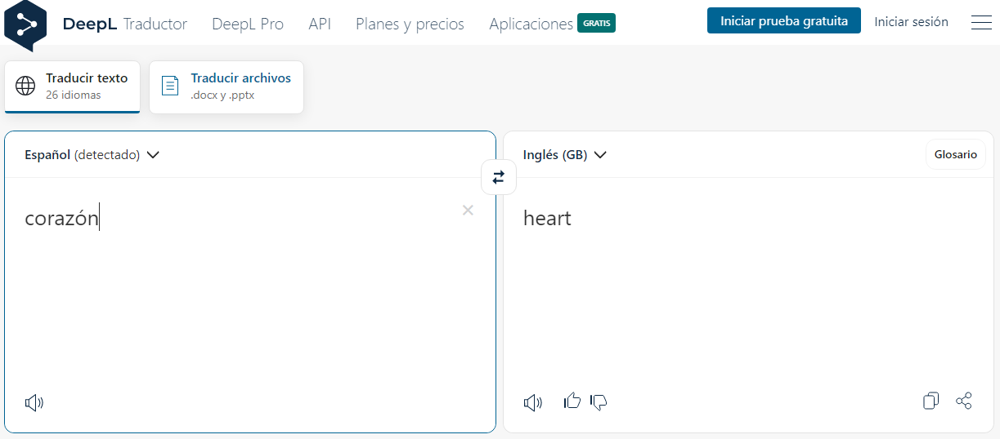 DeepL Traductor DeepL Pro API Planes y precios Aplicaciones GRATIS Iniciar prueba gratuita Iniciar sesión
Traducir texto
26 idiomas
Traducir archivos
.docx y .pptx
Español (detectado)
Inglés (GB)
Glosario
corazón
heart